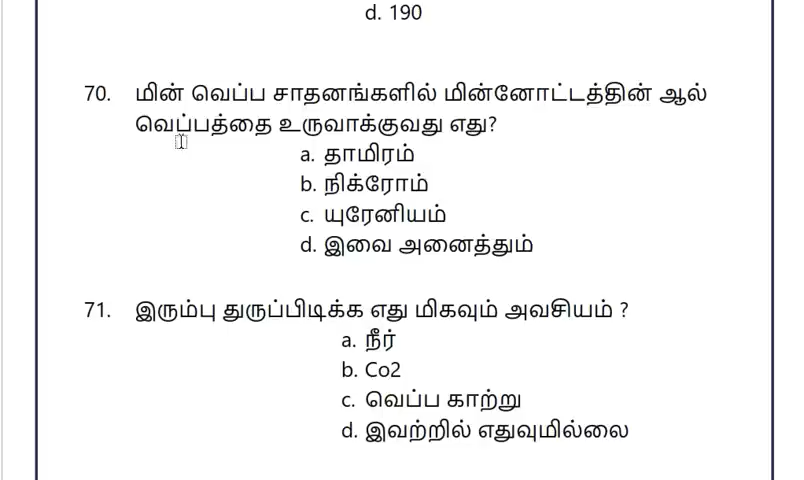 d. 190
70. மின் வெப்ப சாதனங்களில் மின்னோட்டத்தின் ஆல்
வெப்பத்தை உருவாக்குவது எது?
a. தாமிரம்
b. நிக்ரோம்
c. யுரேனியம்
d. இவை அனைத்தும்
71. இரும்பு துருப்பிடிக்க எது மிகவும் அவசியம் ?
a. நீர்
b. Co2
c. வெப்ப காற்று
d. இவற்றில் எதுவுமில்லை